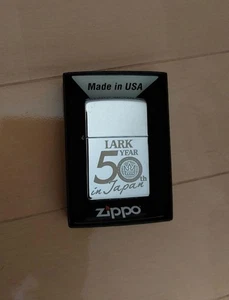 Made in USA
LARK
YEAR
50th
in Japan
zippo